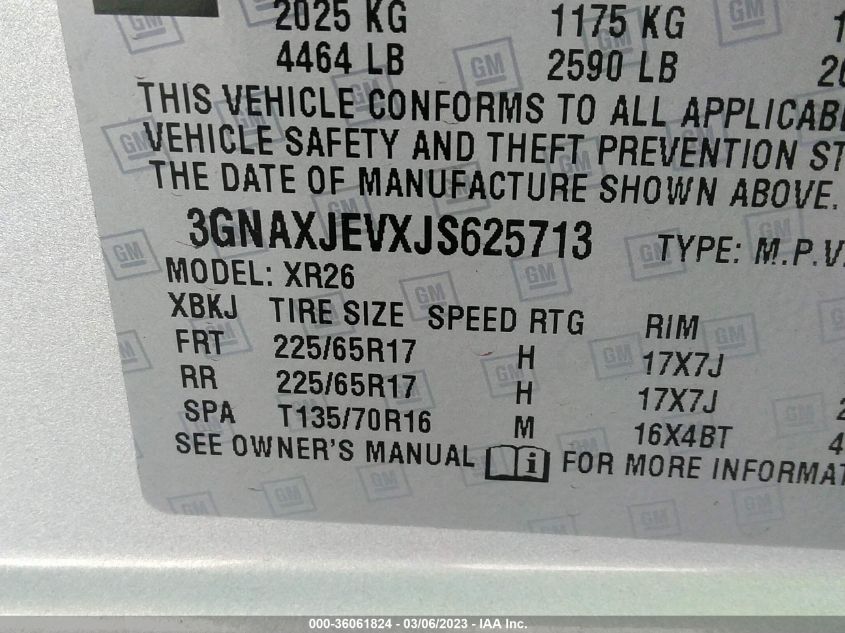 2025 KG 1175 KG
4464 LB 2590 LB
THIS VEHICLE CONFORMS TO ALL
VEHICLE SAFETY AND THEFT PREVENTION
THE DATE OF MANUFACTURE SHOWN ABOVE.
3GNAXJEVXJS625713 TYPE: M.P.V.
MODEL: XR26
XBKJ TIRE SIZE SPEED RTG RIM
FRT 225/65R17 H 17X7J
RR 225/65R17 H 17X7J
SPA T135/70R16 M 16X4BT
SEE OWNER'S MANUAL i FOR MORE
000-36061824 — 03/06/2023 - IAA Inc.